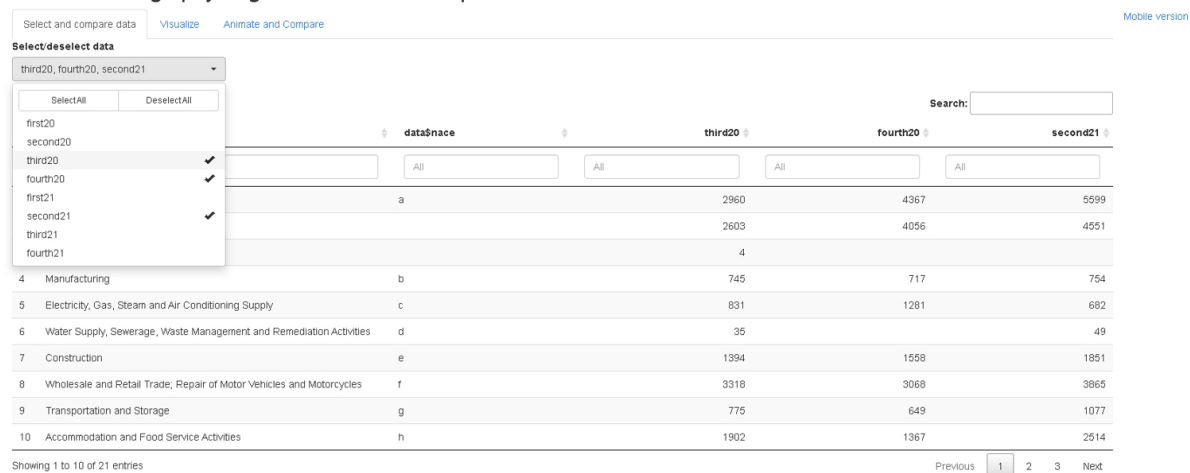 Select and compare data Visualize Animate and Compare Mobile version
Select/deselect data
third20, fourth20, second21
SelectAll DeselectAll
Search:
first20
second20
third20
fourth20
first21
second21
third21
fourth21
data$nace third20 fourth20 second21
All All All All
a 2960 4367 5599
2603 4056 4551
4
4 Manufacturing b 745 717 754
5 Electricity, Gas, Steam and Air Conditioning Supply c 831 1281 682
6 Water Supply, Sewerage, Waste Management and Remediation Activities d 35 49
7 Construction e 1394 1558 1851
8 Wholesale and Retail Trade; Repair of Motor Vehicles and Motorcycles f 3318 3068 3865
9 Transportation and Storage g 775 649 1077
10 Accommodation and Food Service Activities h 1902 1367 2514
Showing 1 to 10 of 21 entries Previous 1 2 3 Next